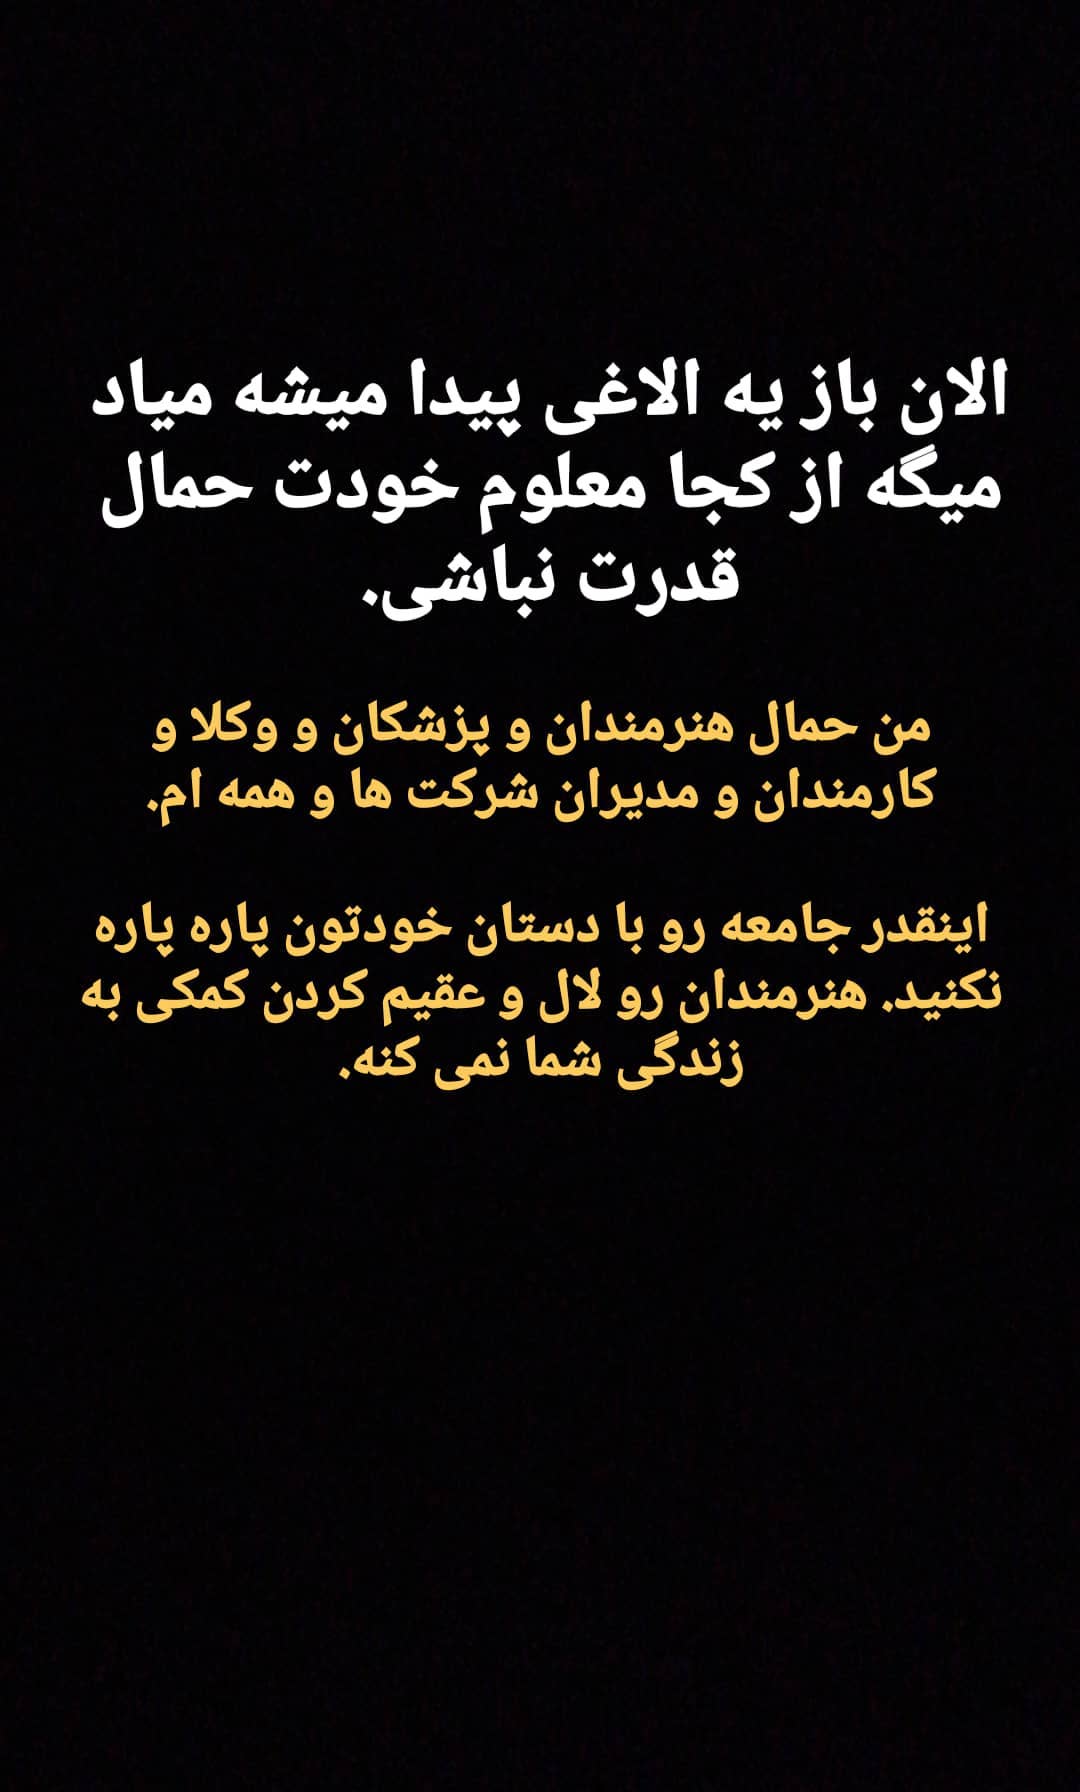 الان باز یه الاغی پیدا میشه میاد
میگه از کجا معلوم خودت حمال
قدرت نباشی.
من حمال هنرمندان و پزشکان و وکلا و
کارمندان و مدیران شرکت ها و همه ام.
اینقدر جامعه رو با دستان خودتون پاره پاره
نکنید. هنرمندان رو لال و عقیم کردن کمکی به
زندگی شما نمی کنه.